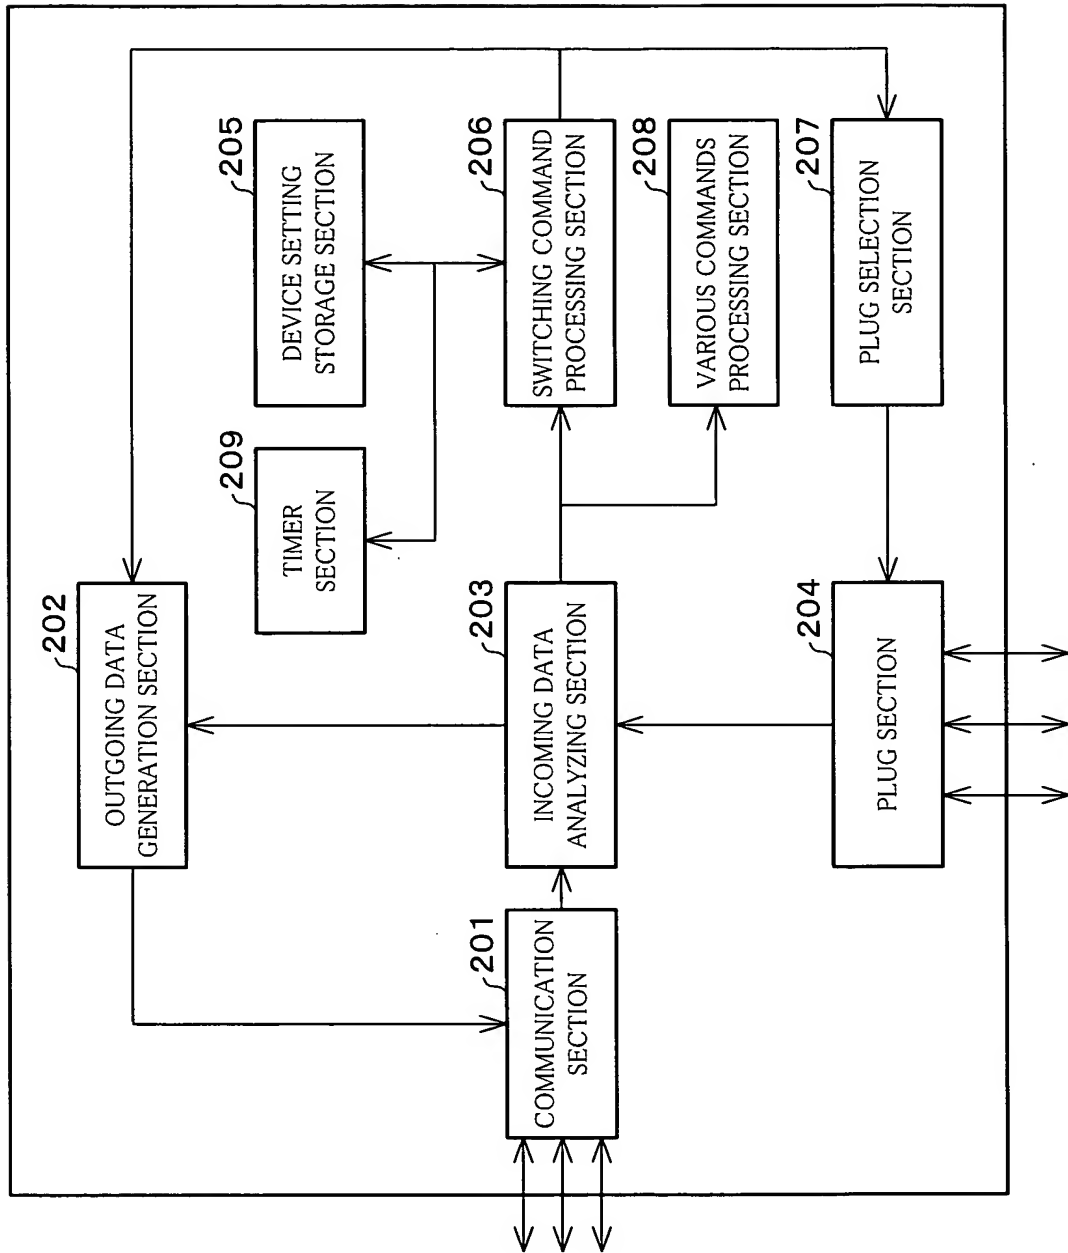 202
OUTGOING DATA
GENERATION SECTION
209
TIMER
SECTION
205
DEVICE SETTING
STORAGE SECTION
201
COMMUNICATION
SECTION
203
INCOMING DATA
ANALYZING SECTION
206
SWITCHING COMMAND
PROCESSING SECTION
208
VARIOUS COMMANDS
PROCESSING SECTION
204
PLUG SECTION
207
PLUG SELECTION
SECTION